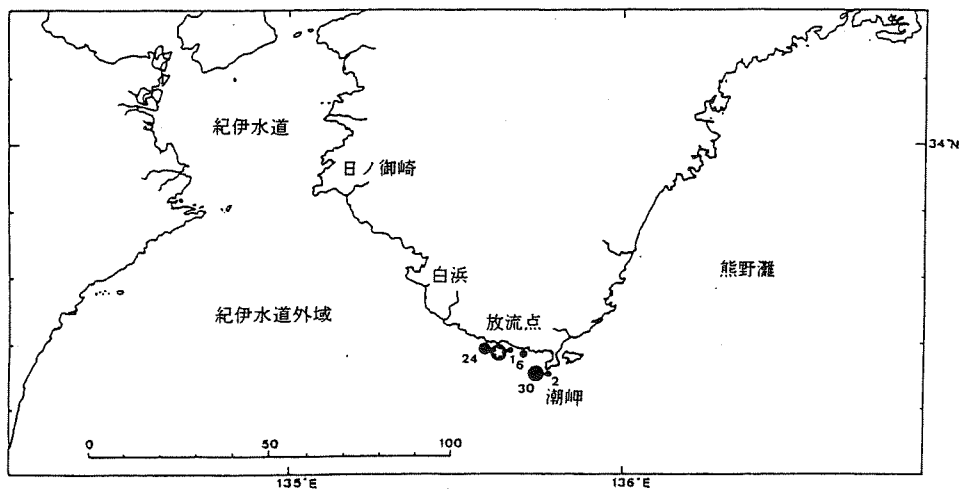 紀伊水道
34°N
日ノ御崎
白浜
熊野灘
紀伊水道外域
放流点
24
1
6
30
2
潮岬
0
50
100
135°E
136°E